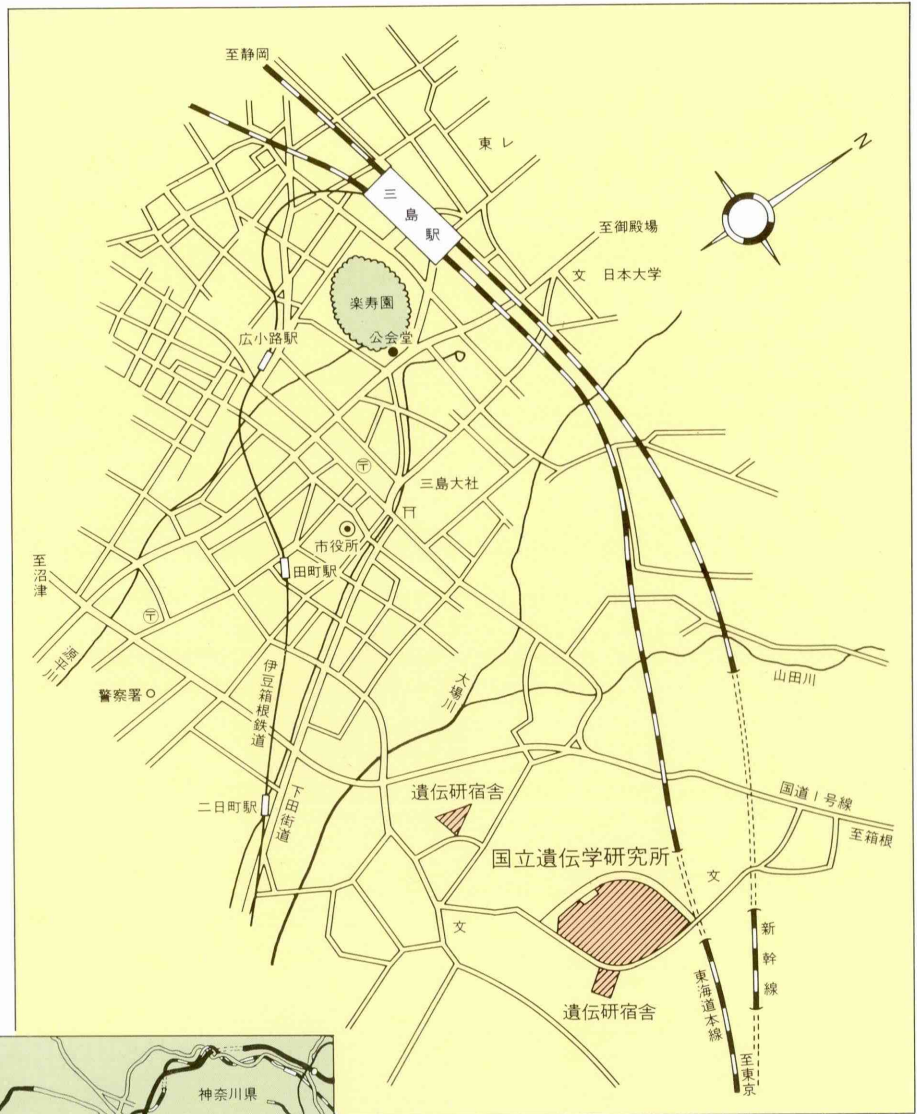 至静岡
東レ
N
三島駅
至御殿場
文 日本大学
楽寿園
広小路駅
公会堂
〒
三島大社
市役所
至沼津
田町駅
〒
源平川
警察署
伊豆箱根鉄道
大場川
山田川
二日町駅
下田街道
遺伝研宿舎
国道1号線
至箱根
国立遺伝学研究所
文
文
新幹線
遺伝研宿舎
東海道本線
至東京
神奈川県